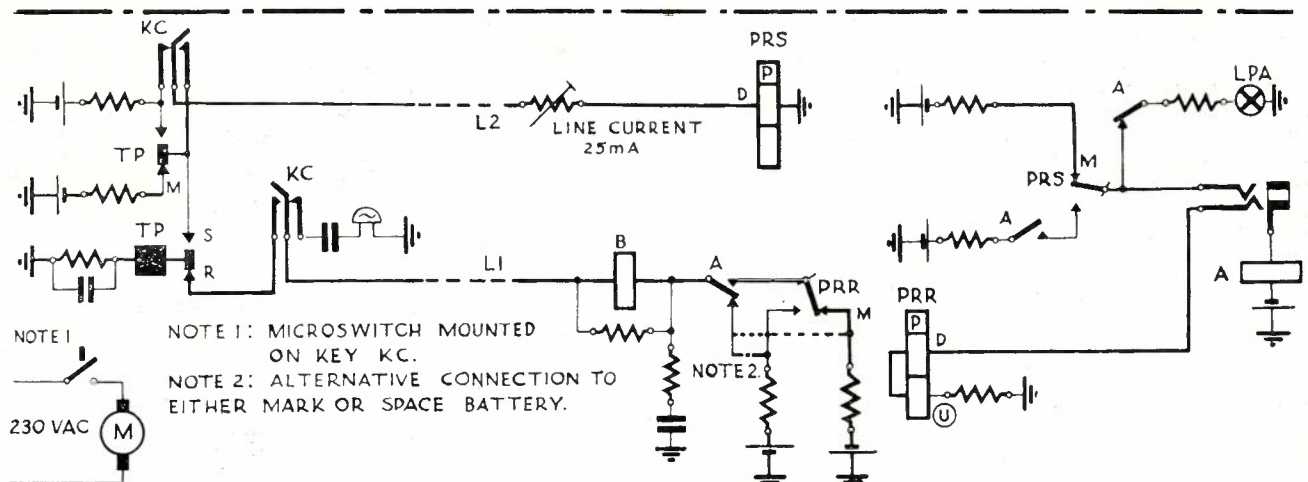 KC
PRS
P
D
L2
LINE CURRENT
25mA
A
LPA
TP
M
M
PRS
KC
TP
S
R
A
B
L1
A
PRR
M
PRR
P
D
A
NOTE 1
NOTE 1: MICROSWITCH MOUNTED
ON KEY KC.
NOTE 2: ALTERNATIVE CONNECTION TO
EITHER MARK OR SPACE BATTERY.
NOTE 2.
U
230 VAC
M